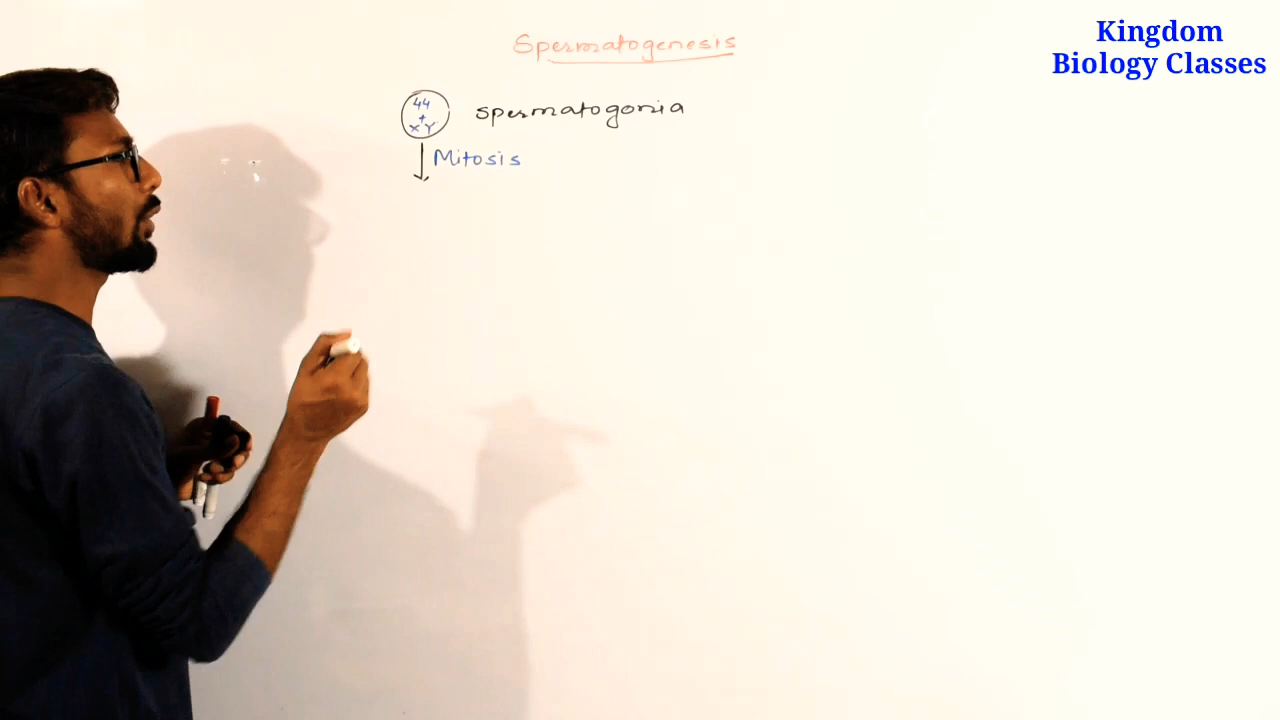 Kingdom
Biology Classes
Spermatogenesis
44
+
XY
spermatogonia
Mitosis